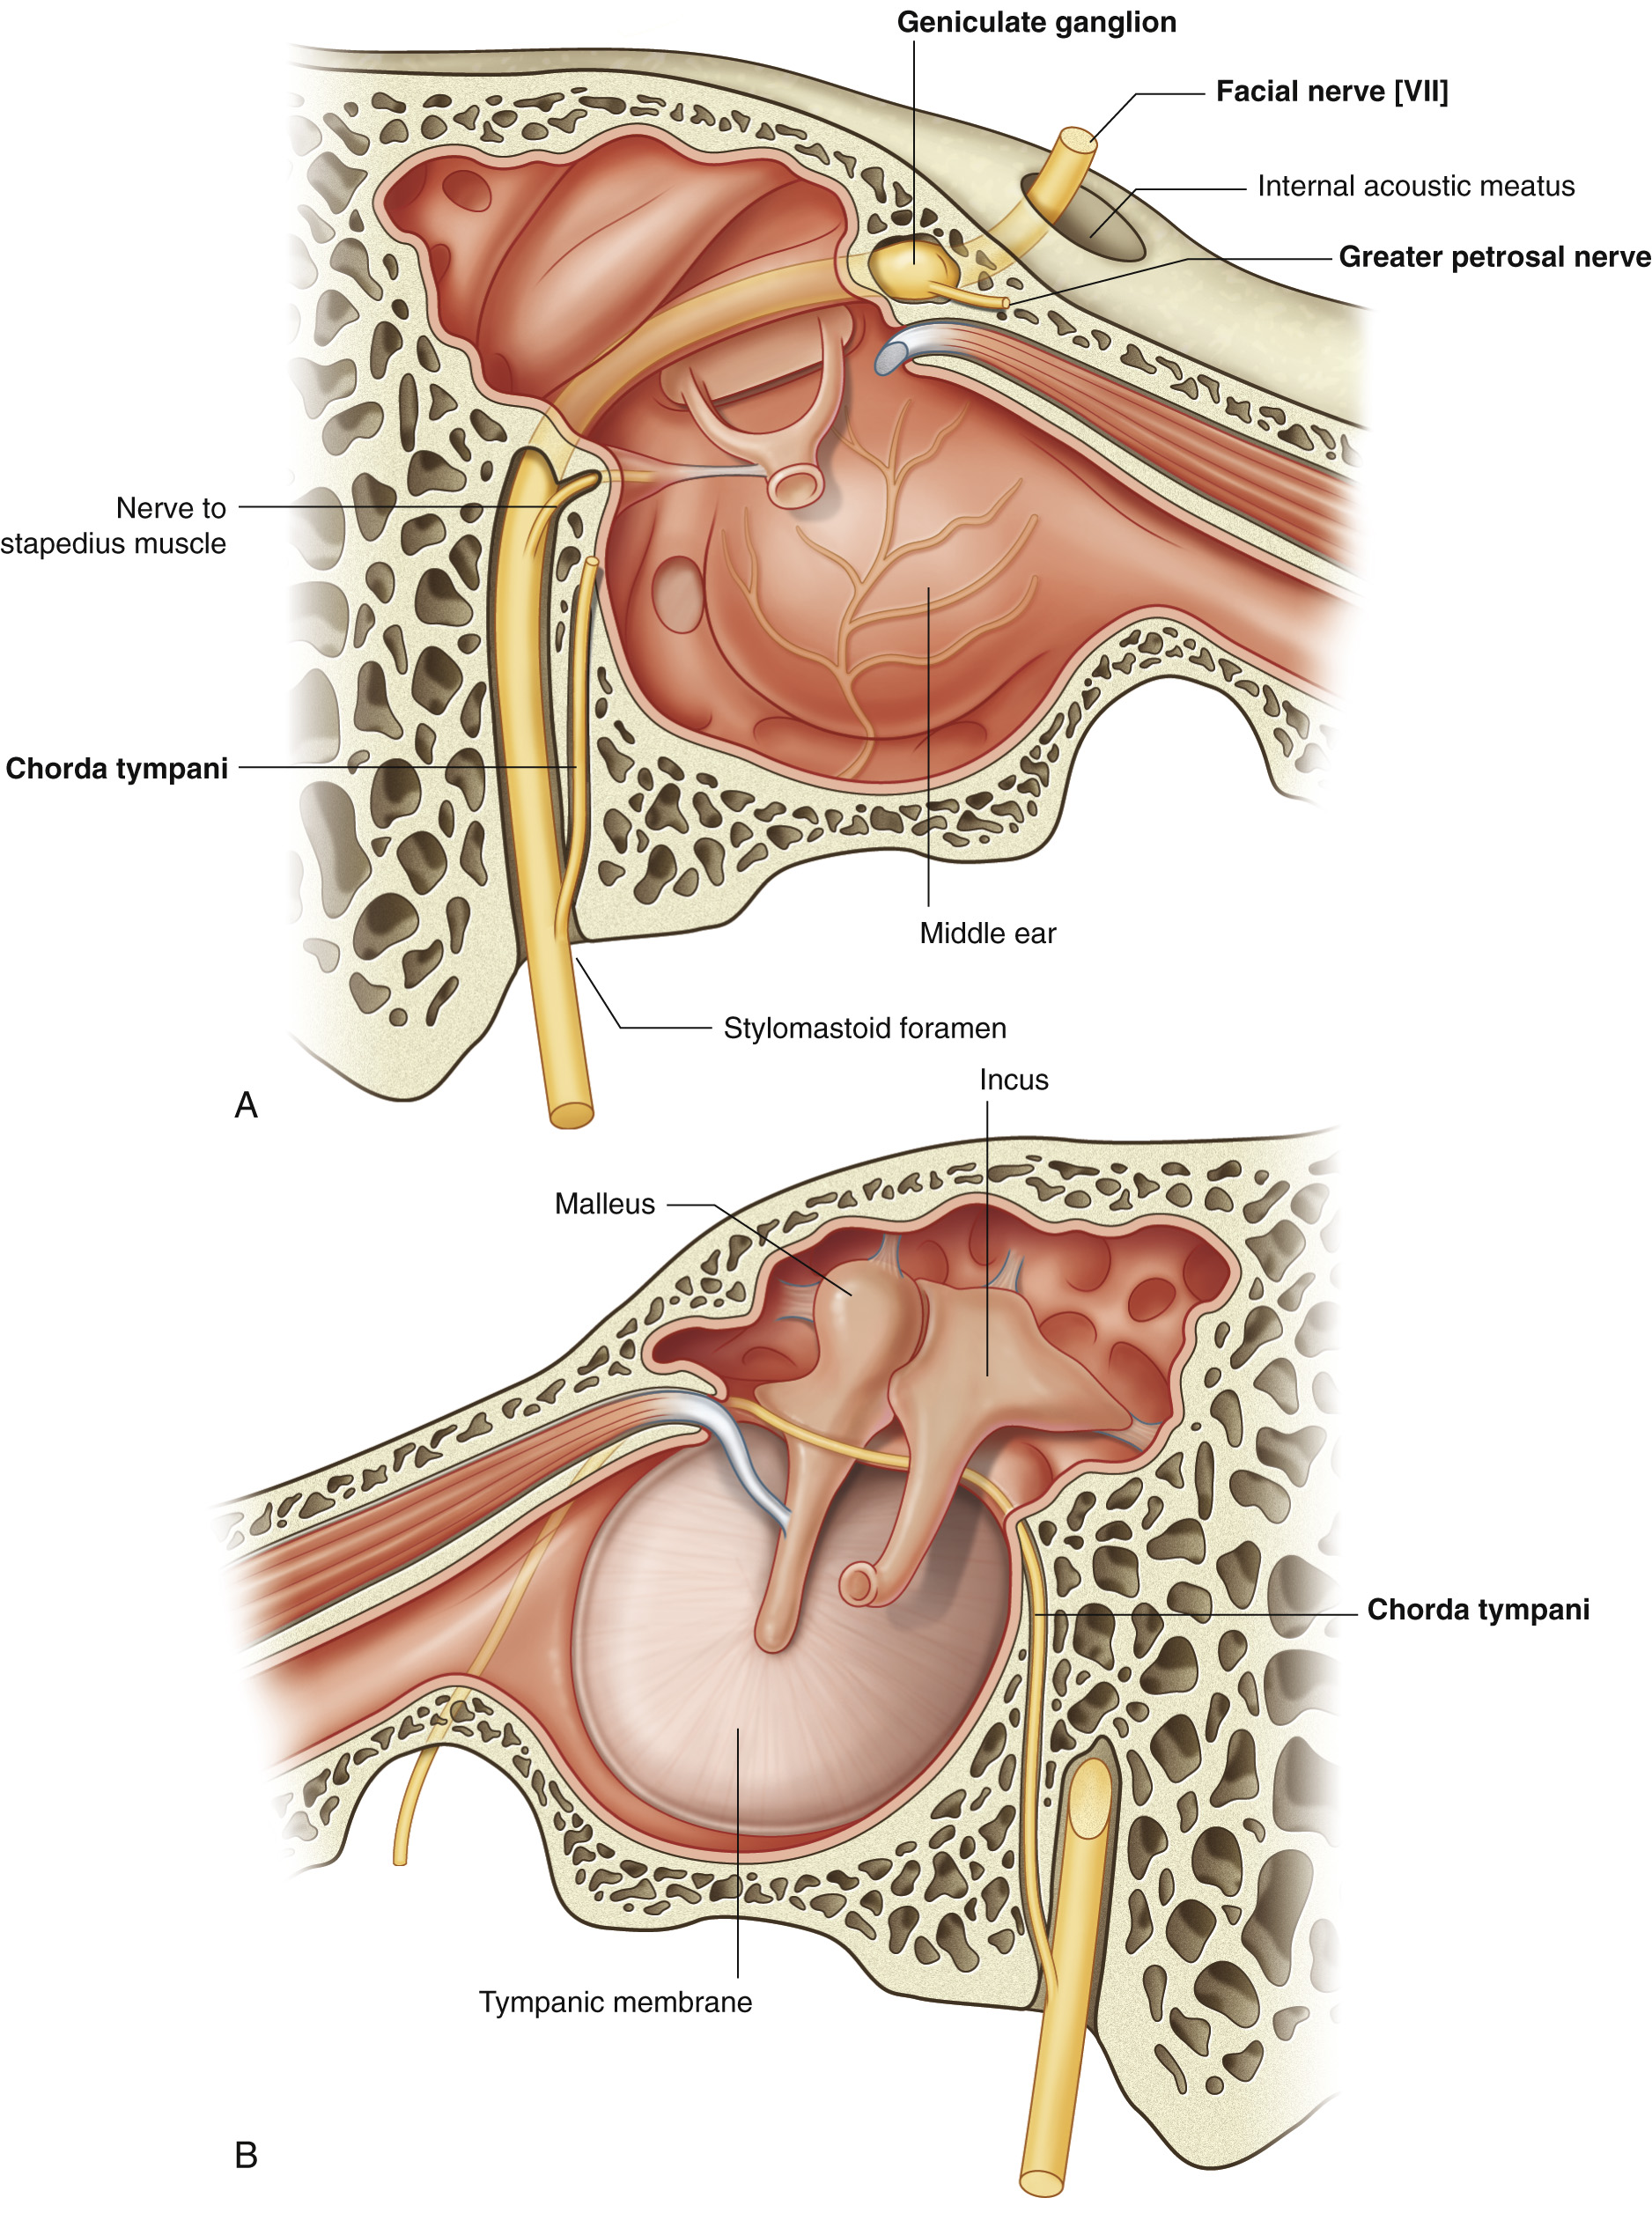 Geniculate ganglion
Facial nerve [VII]
Internal acoustic meatus
Greater petrosal nerve
Nerve to
stapedius muscle
Chorda tympani
Middle ear
Stylomastoid foramen
A
Incus
Malleus
Chorda tympani
Tympanic membrane
B